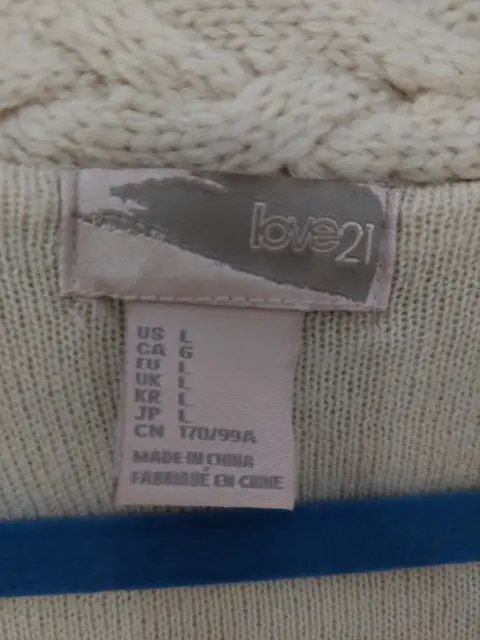 love21
US L
CA G
EU L
UK L
KR L
JP L
CN 170/99A
MADE IN CHINA
FABRIQUÉ EN CHINE